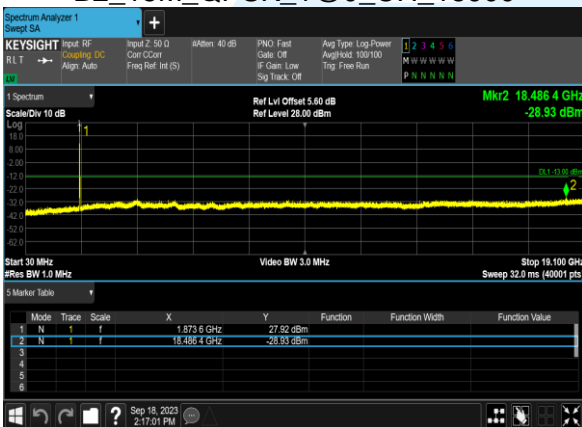 Spectrum Analyzer 1
Swept SA
+
KEYSIGHT
RLT
LV
Input: RF
Coupling: DC
Align: Auto
Input Z: 50 Ω
Corr CCorr
Freq Ref: Int (S)
#Atten: 40 dB
PNO: Fast
Gate: Off
IF Gain: Low
Sig Track: Off
Avg Type: Log-Power
Avg|Hold: 100/100
Trig: Free Run
1 2 3 4 5 6
M W W W W W
P N N N N N
1 Spectrum
Scale/Div 10 dB
Ref Lvl Offset 5.60 dB
Ref Level 28.00 dBm
Mkr2 18.486 4 GHz
-28.93 dBm
Log
18.0
8.00
-2.00
-12.0
-22.0
-32.0
-42.0
-52.0
-62.0
1
DL1 -13.00 dBm
2
Start 30 MHz
Video BW 3.0 MHz
Stop 19.100 GHz
#Res BW 1.0 MHz
Sweep 32.0 ms (40001 pts
5 Marker Table
Mode Trace Scale X Y Function Function Width Function Value
1 N 1 f 1.873 6 GHz 27.92 dBm
2 N 1 f 18.486 4 GHz -28.93 dBm
3
4
5
6
?
Sep 18, 2023
2:17:01 PM